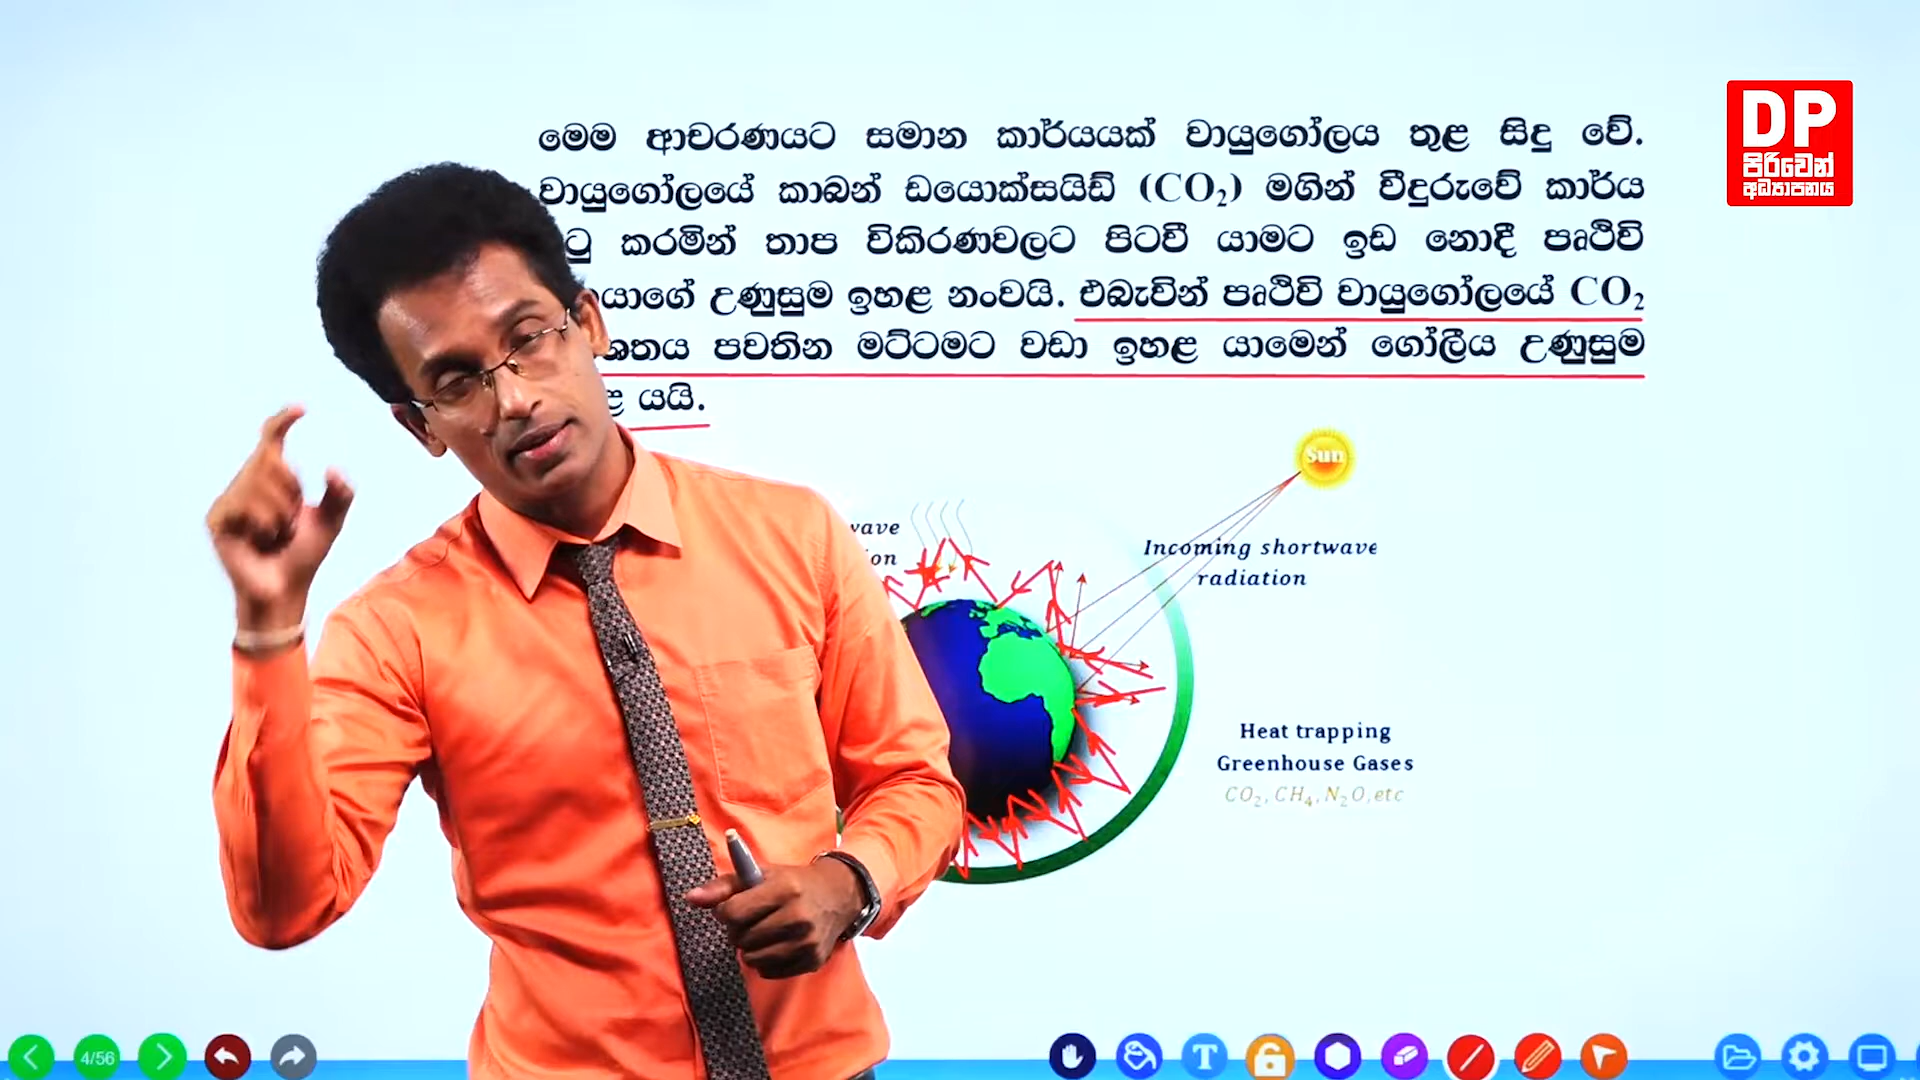 මෙම ආචරණයට සමාන කාර්යයක් වායුගෝලය තුළ සිදු වේ.
වායුගෝලයේ කාබන් ඩයොක්සයිඩ් (CO₂) මගින් වීදුරුවේ කාර්ය
කරමින් තාප විකිරණවලට පිටවී යාමට ඉඩ නොදී පෘථිවි
උණුසුම ඉහළ නංවයි. එබැවින් පෘථිවි වායුගෝලයේ CO₂
පවතින මට්ටමට වඩා ඉහළ යාමෙන් ගෝලීය උණුසුම
යයි.
DP
පිරිවෙන්
අධ්‍යාපනය
Sun
Incoming shortwave
radiation
Heat trapping
Greenhouse Gases
CO₂, CH₄, N₂O, etc
4/56
T